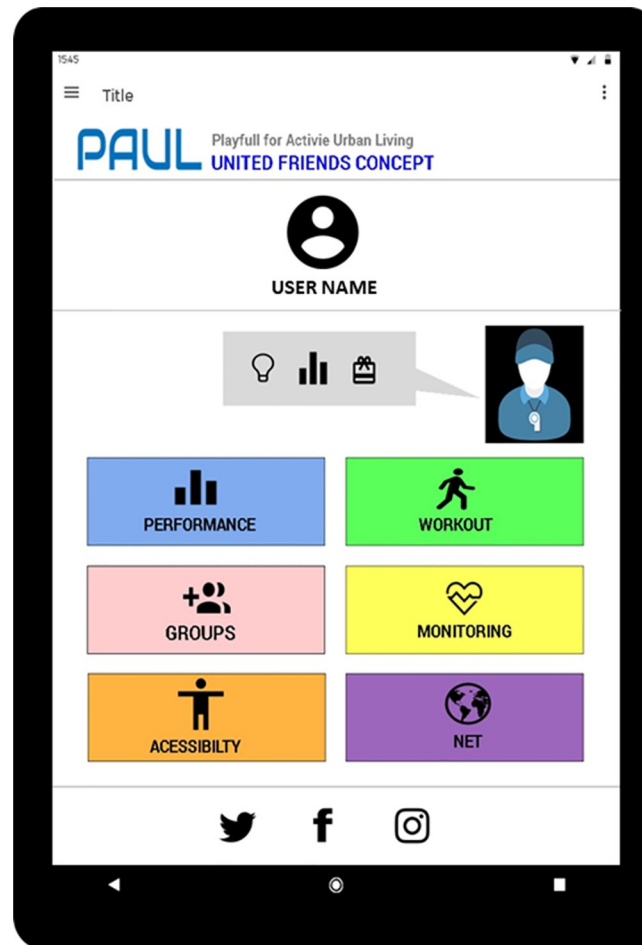 1545
Title
PAUL
Playfull for Activie Urban Living
UNITED FRIENDS CONCEPT
USER NAME
PERFORMANCE
WORKOUT
GROUPS
MONITORING
ACESSIBILTY
NET